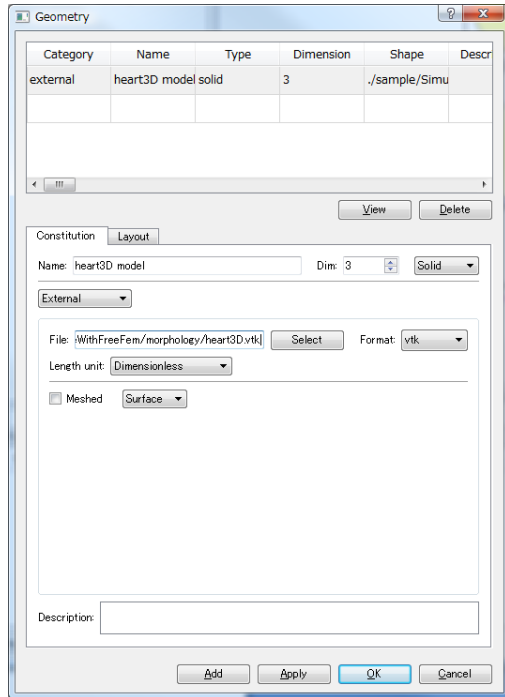 Geometry
Category Name Type Dimension Shape Descr
external heart3D model solid 3 ./sample/Simu
View Delete
Constitution Layout
Name: heart3D model Dim: 3 Solid
External
File: WithFreeFem/morphology/heart3D.vtk Select Format: vtk
Length unit: Dimensionless
Meshed Surface
Description:
Add Apply OK Cancel